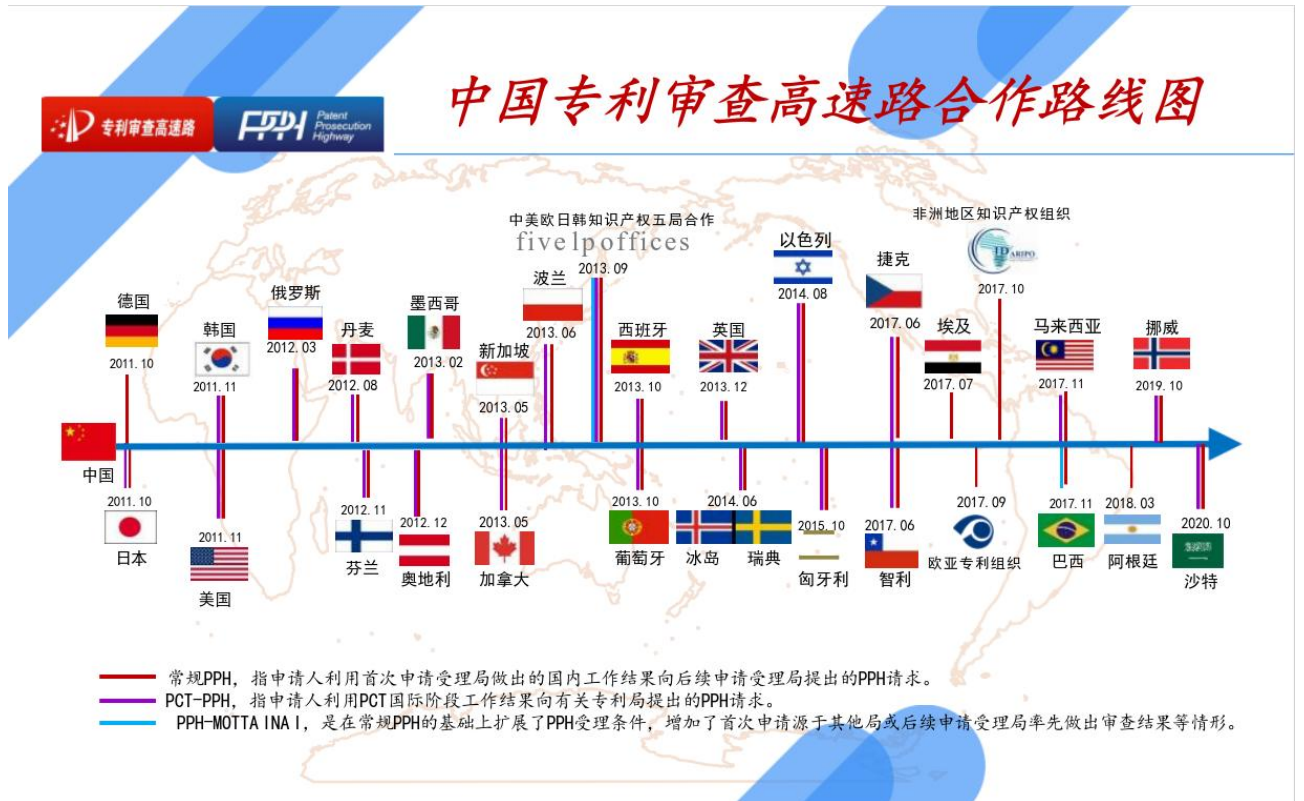 中国专利审查高速路合作路线图
专利审查高速路
PPH
Patent
Prosecution
Highway
中美欧日韩知识产权五局合作
five Ip offices
2013.09
非洲地区知识产权组织
ARIPO
2017.10
德国
2011.10
韩国
2011.11
俄罗斯
2012.03
丹麦
2012.08
墨西哥
2013.02
新加坡
2013.05
波兰
2013.06
西班牙
2013.10
英国
2013.12
以色列
2014.08
捷克
2017.06
埃及
2017.07
马来西亚
2017.11
挪威
2019.10
中国
2011.10
日本
2011.11
美国
2012.11
芬兰
2012.12
奥地利
2013.05
加拿大
2013.10
葡萄牙
2014.06
冰岛
瑞典
2015.10
匈牙利
2017.06
智利
2017.09
欧亚专利组织
2017.11
巴西
2018.03
阿根廷
2020.10
沙特
常规PPH，指申请人利用首次申请受理局做出的国内工作结果向后续申请受理局提出的PPH请求。
PCT-PPH，指申请人利用PCT国际阶段工作结果向有关专利局提出的PPH请求。
PPH-MOTTAINAI，是在常规PPH的基础上扩展了PPH受理条件，增加了首次申请源于其他局或后续申请受理局率先做出审查结果等情形。